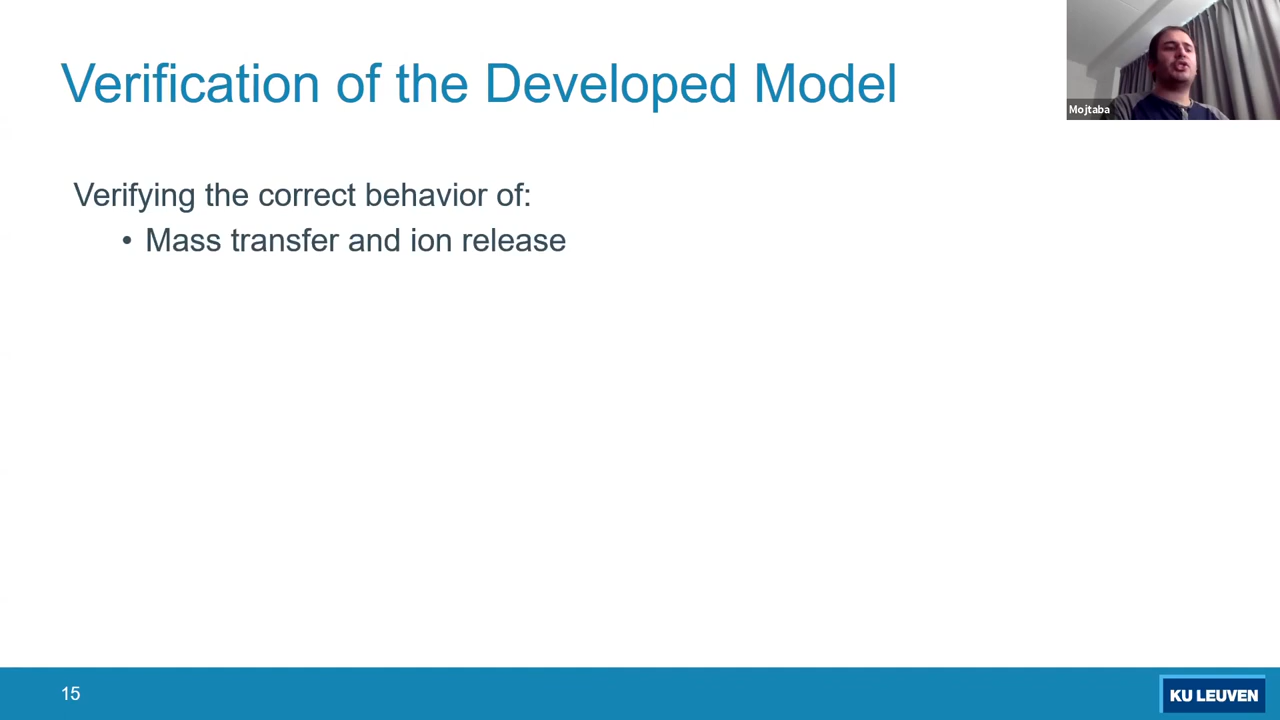 Verification of the Developed Model
Mojtaba
Verifying the correct behavior of:
• Mass transfer and ion release
15
KU LEUVEN